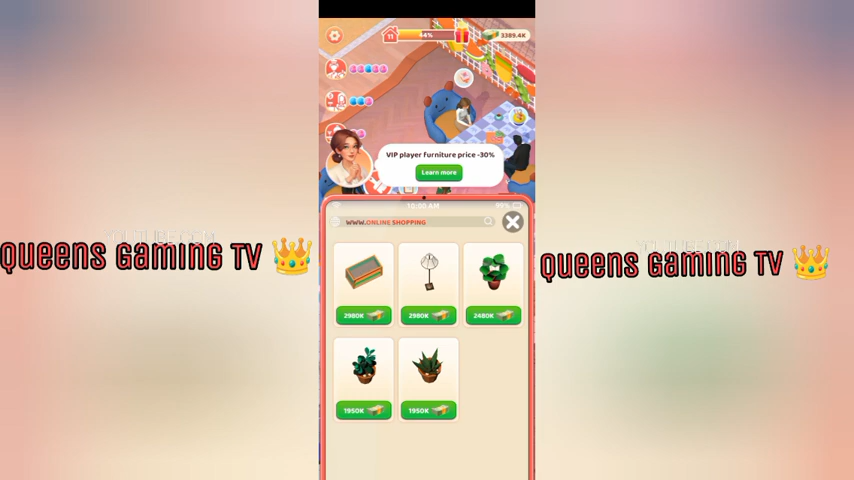 11
44%
3389.4K
VIP player furniture price -30%
Learn more
10:00 AM
99%
WWW.ONLINE SHOPPING
Queens Gaming TV
Queens Gaming TV
2980K
2980K
2480K
1950K
1950K